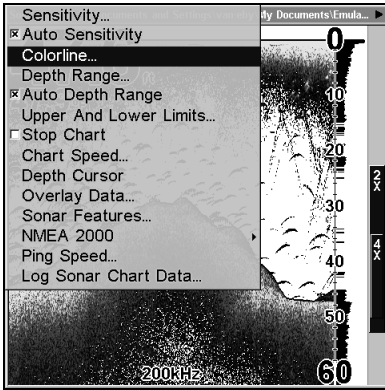 My Documents\Emula...
Sensitivity...
Auto Sensitivity
Colorline...
Depth Range...
Auto Depth Range
Upper And Lower Limits...
Stop Chart
Chart Speed...
Depth Cursor
Overlay Data...
Sonar Features...
NMEA 2000
Ping Speed...
Log Sonar Chart Data...
0
10
20
30
40
50
60
2X
4X
200kHz